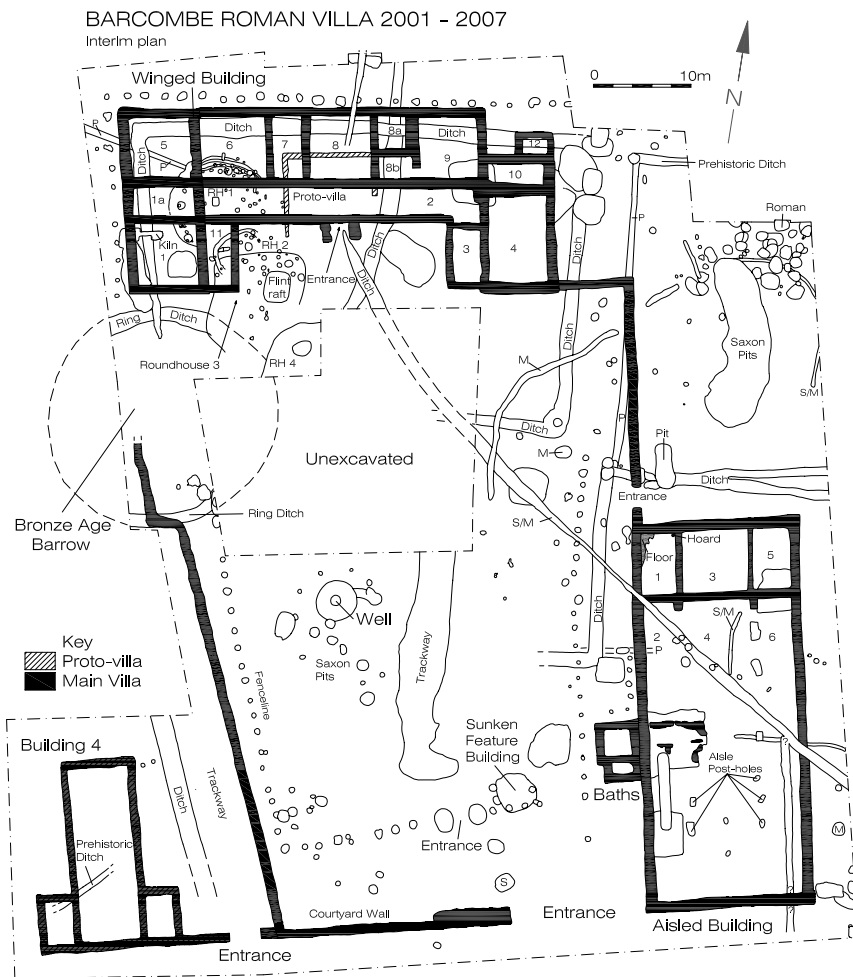 BARCOMBE ROMAN VILLA 2001 - 2007
Interim plan
Winged Building
0 10m
N
P
Ditch
Ditch
8a
Ditch
5
6
7
8
12
Ditch
P
8b
9
10
Prehistoric Ditch
1a
RH 1
Proto-villa
2
P
Roman
Kiln
1
11
RH 2
Entrance
Ditch
3
4
Flint
raft
Ditch
Ring Ditch
Ditch
Saxon
Pits
Roundhouse 3
RH 4
M
S/M
P
Ditch
Pit
Unexcavated
M
Ditch
Entrance
Bronze Age
Barrow
Ring Ditch
S/M
Hoard
Floor
1
3
5
Well
Ditch
S/M
Key
Proto-villa
Main Villa
Saxon
Pits
2
4
6
P
Fenceline
Trackway
Building 4
Sunken
Feature
Building
?
Ditch
Trackway
Baths
Aisle
Post-holes
Prehistoric
Ditch
Entrance
M
S
?
Courtyard Wall
Entrance
Aisled Building
Entrance